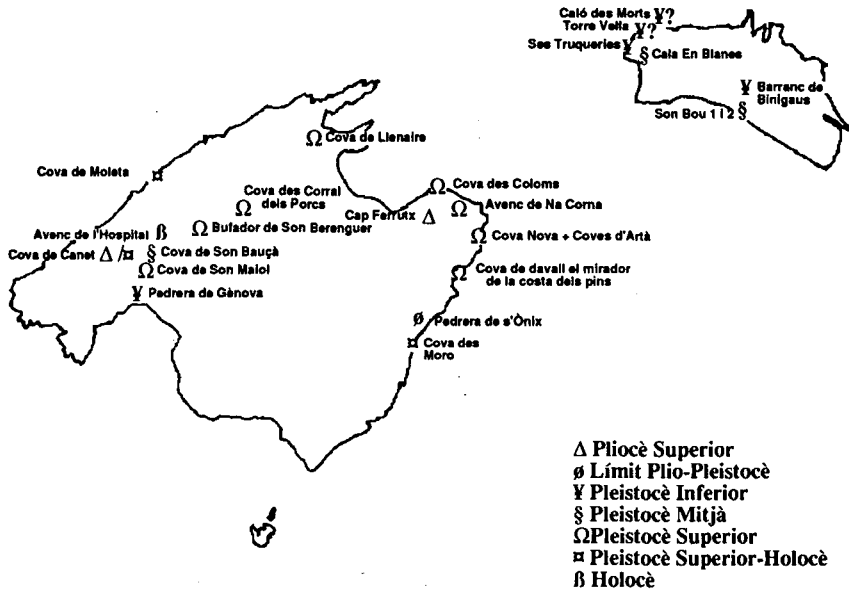 Caló des Morts ¥?
Torre Vella ¥?
Ses Truqueries ¥
§ Cala En Blanes
¥ Barranc de
Binigaus
Son Bou 1 i 2 §
Ω Cova de Llenaire
Cova de Moleta ¤
Ω Cova des Coloms
Cova des Corral
dels Porcs
Ω
Cap Ferrutx Δ
Ω Avenc de Na Corna
Ω Bufador de Son Berenguer
Avenc de l'Hospital ß
Ω Cova Nova + Coves d'Artà
Cova de Canet Δ /¤
§ Cova de Son Bauçà
Ω Cova de Son Maiol
Ω Cova de davall el mirador
de la costa dels pins
¥ Pedrera de Gènova
ø Pedrera de s'Ònix
¤ Cova des
Moro
Δ Pliocè Superior
ø Límit Plio-Pleistocè
¥ Pleistocè Inferior
§ Pleistocè Mitjà
ΩPleistocè Superior
¤ Pleistocè Superior-Holocè
ß Holocè